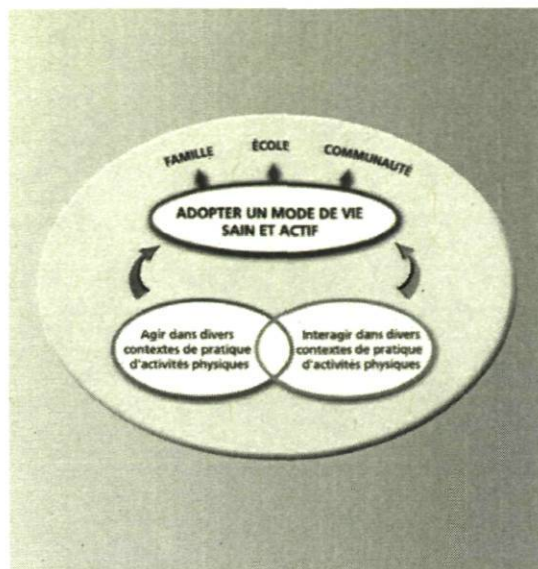 FAMILLE
ÉCOLE
COMMUNAUTÉ
ADOPTER UN MODE DE VIE
SAIN ET ACTIF
Agir dans divers
contextes de pratique
d'activités physiques
Interagir dans divers
contextes de pratique
d'activités physiques